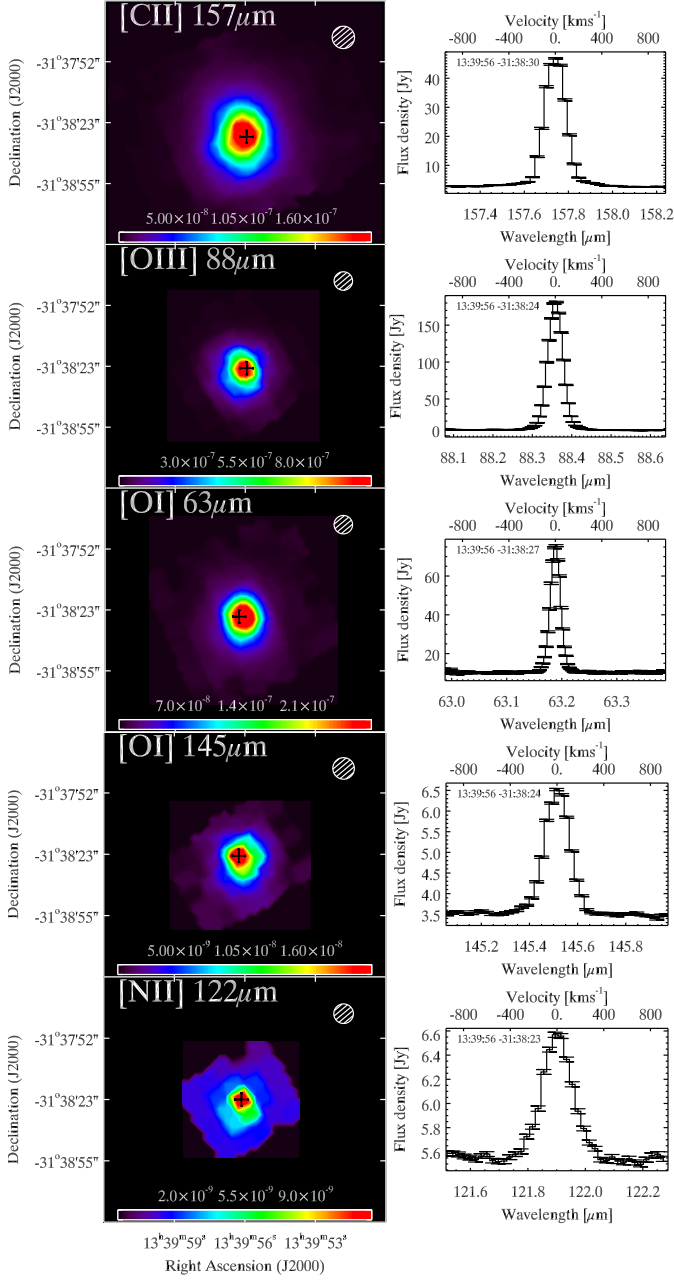 [CII] 157μm
-31°37'52"
-31°38'23"
-31°38'55"
Declination (J2000)
5.00×10⁻⁸ 1.05×10⁻⁷ 1.60×10⁻⁷
Velocity [kms⁻¹]
-800 -400 0. 400 800
13:39:56 -31:38:30
Flux density [Jy]
40
30
20
10
157.4 157.6 157.8 158.0 158.2
Wavelength [μm]
[OIII] 88μm
-31°37'52"
-31°38'23"
-31°38'55"
Declination (J2000)
3.0×10⁻⁷ 5.5×10⁻⁷ 8.0×10⁻⁷
Velocity [kms⁻¹]
-800 -400 0 400 800
13:39:56 -31:38:24
Flux density [Jy]
150
100
50
0
88.1 88.2 88.3 88.4 88.5 88.6
Wavelength [μm]
[OI] 63μm
-31°37'52"
-31°38'23"
-31°38'55"
Declination (J2000)
7.0×10⁻⁸ 1.4×10⁻⁷ 2.1×10⁻⁷
Velocity [kms⁻¹]
-800 -400 0 400 800
13:39:56 -31:38:27
Flux density [Jy]
60
40
20
63.0 63.1 63.2 63.3
Wavelength [μm]
[OI] 145μm
-31°37'52"
-31°38'23"
-31°38'55"
Declination (J2000)
5.00×10⁻⁹ 1.05×10⁻⁸ 1.60×10⁻⁸
Velocity [kms⁻¹]
-800 -400 0. 400 800
13:39:56 -31:38:24
Flux density [Jy]
6.5
6.0
5.5
5.0
4.5
4.0
3.5
145.2 145.4 145.6 145.8
Wavelength [μm]
[NII] 122μm
-31°37'52"
-31°38'23"
-31°38'55"
Declination (J2000)
2.0×10⁻⁹ 5.5×10⁻⁹ 9.0×10⁻⁹
13ʰ39ᵐ59ˢ 13ʰ39ᵐ56ˢ 13ʰ39ᵐ53ˢ
Right Ascension (J2000)
Velocity [kms⁻¹]
-800 -400 0. 400 800
13:39:56 -31:38:23
Flux density [Jy]
6.6
6.4
6.2
6.0
5.8
5.6
121.6 121.8 122.0 122.2
Wavelength [μm]